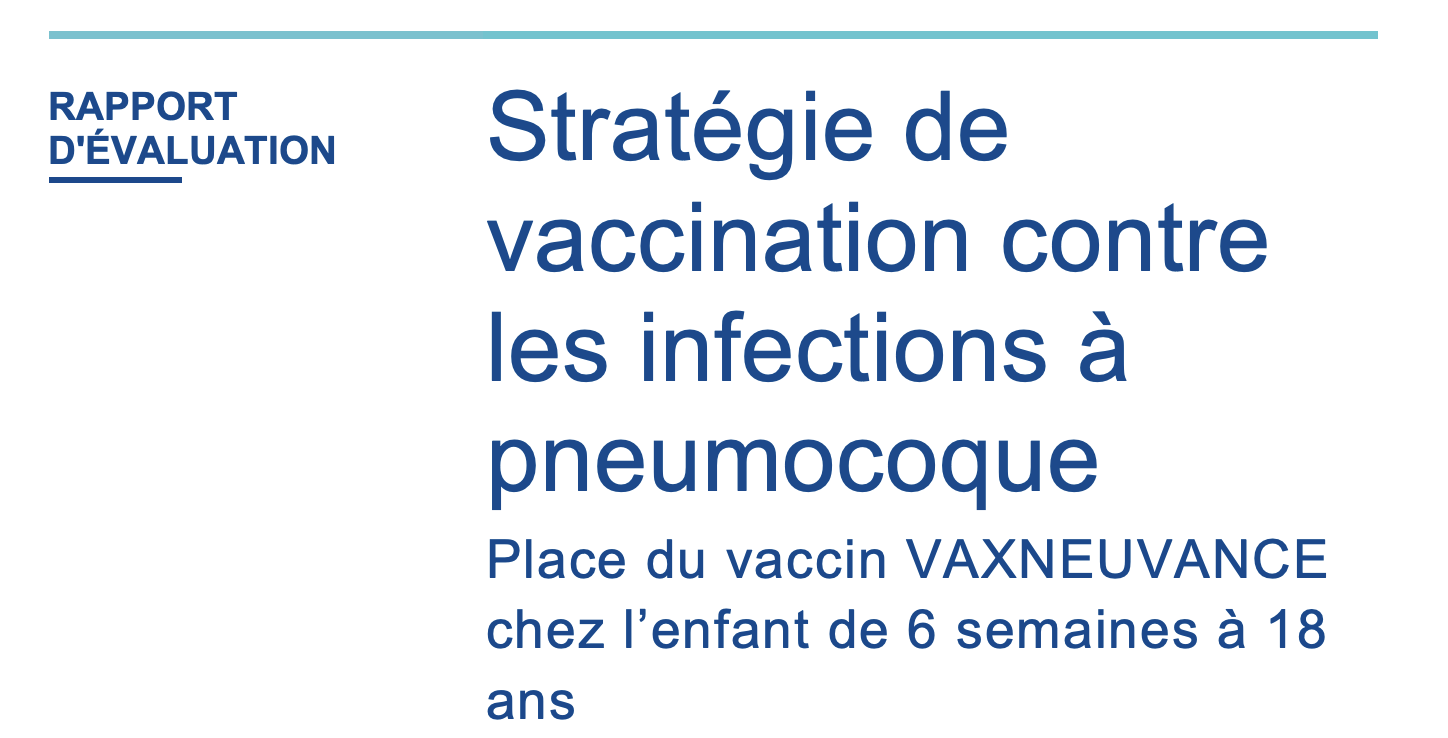 RAPPORT
D'ÉVALUATION
Stratégie de
vaccination contre
les infections à
pneumocoque
Place du vaccin VAXNEUVANCE
chez l’enfant de 6 semaines à 18
ans